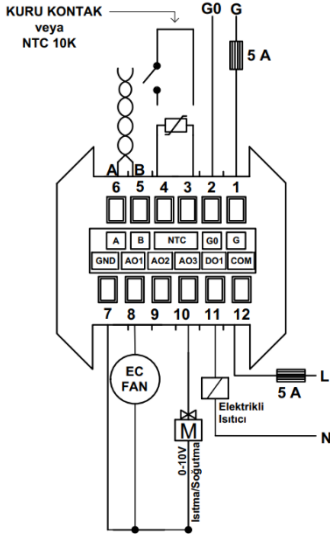 KURU KONTAK
veya
NTC 10K
G0 G
5 A
A B
6 5 4 3 2 1
A B NTC G0 G
GND AO1 AO2 AO3 DO1 COM
7 8 9 10 11 12
EC
FAN
M
0-10V
Isıtma/Soğutma
Elektrikli
Isıtıcı
5 A
L
N